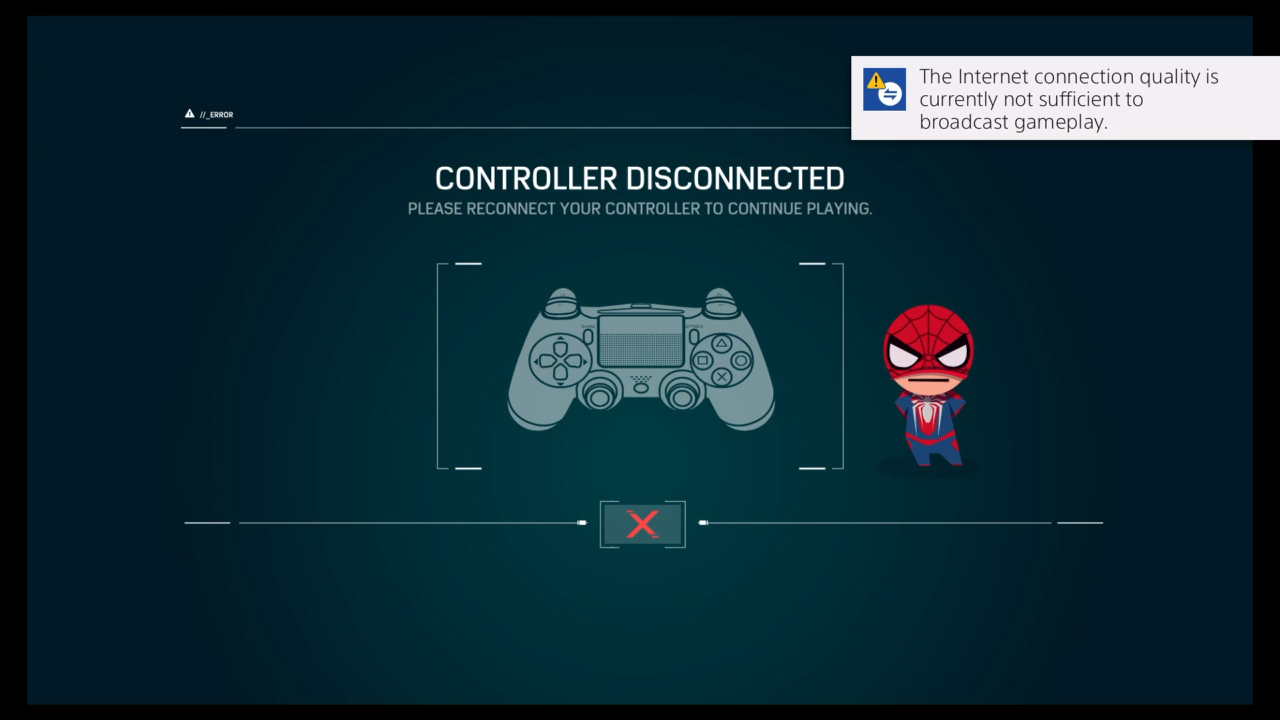 The Internet connection quality is
currently not sufficient to
broadcast gameplay.
//_ERROR
CONTROLLER DISCONNECTED
PLEASE RECONNECT YOUR CONTROLLER TO CONTINUE PLAYING.